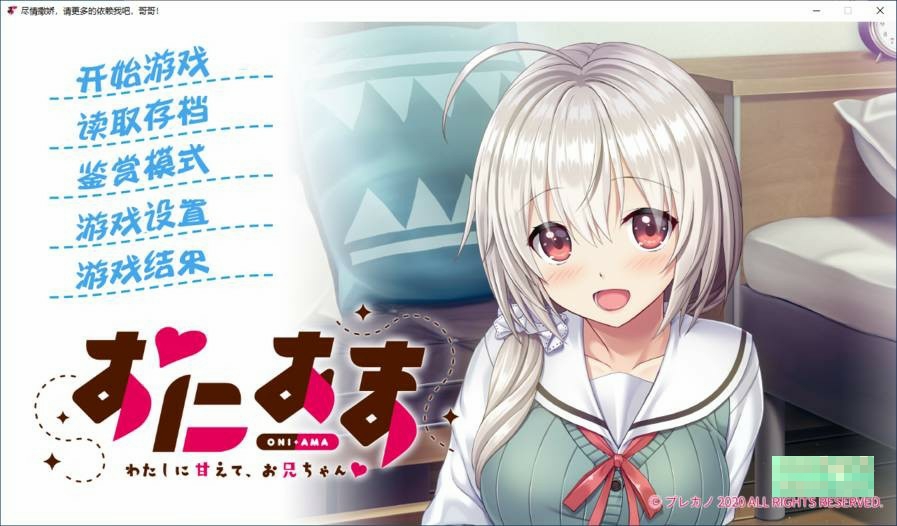 尽情撒娇，请更多的依赖我吧，哥哥！
开始游戏
读取存档
鉴赏模式
游戏设置
游戏结束
おにあま
ONI-AMA
わたしに甘えて、お兄ちゃん
© プレカノ 2020 ALL RIGHTS RESERVED.